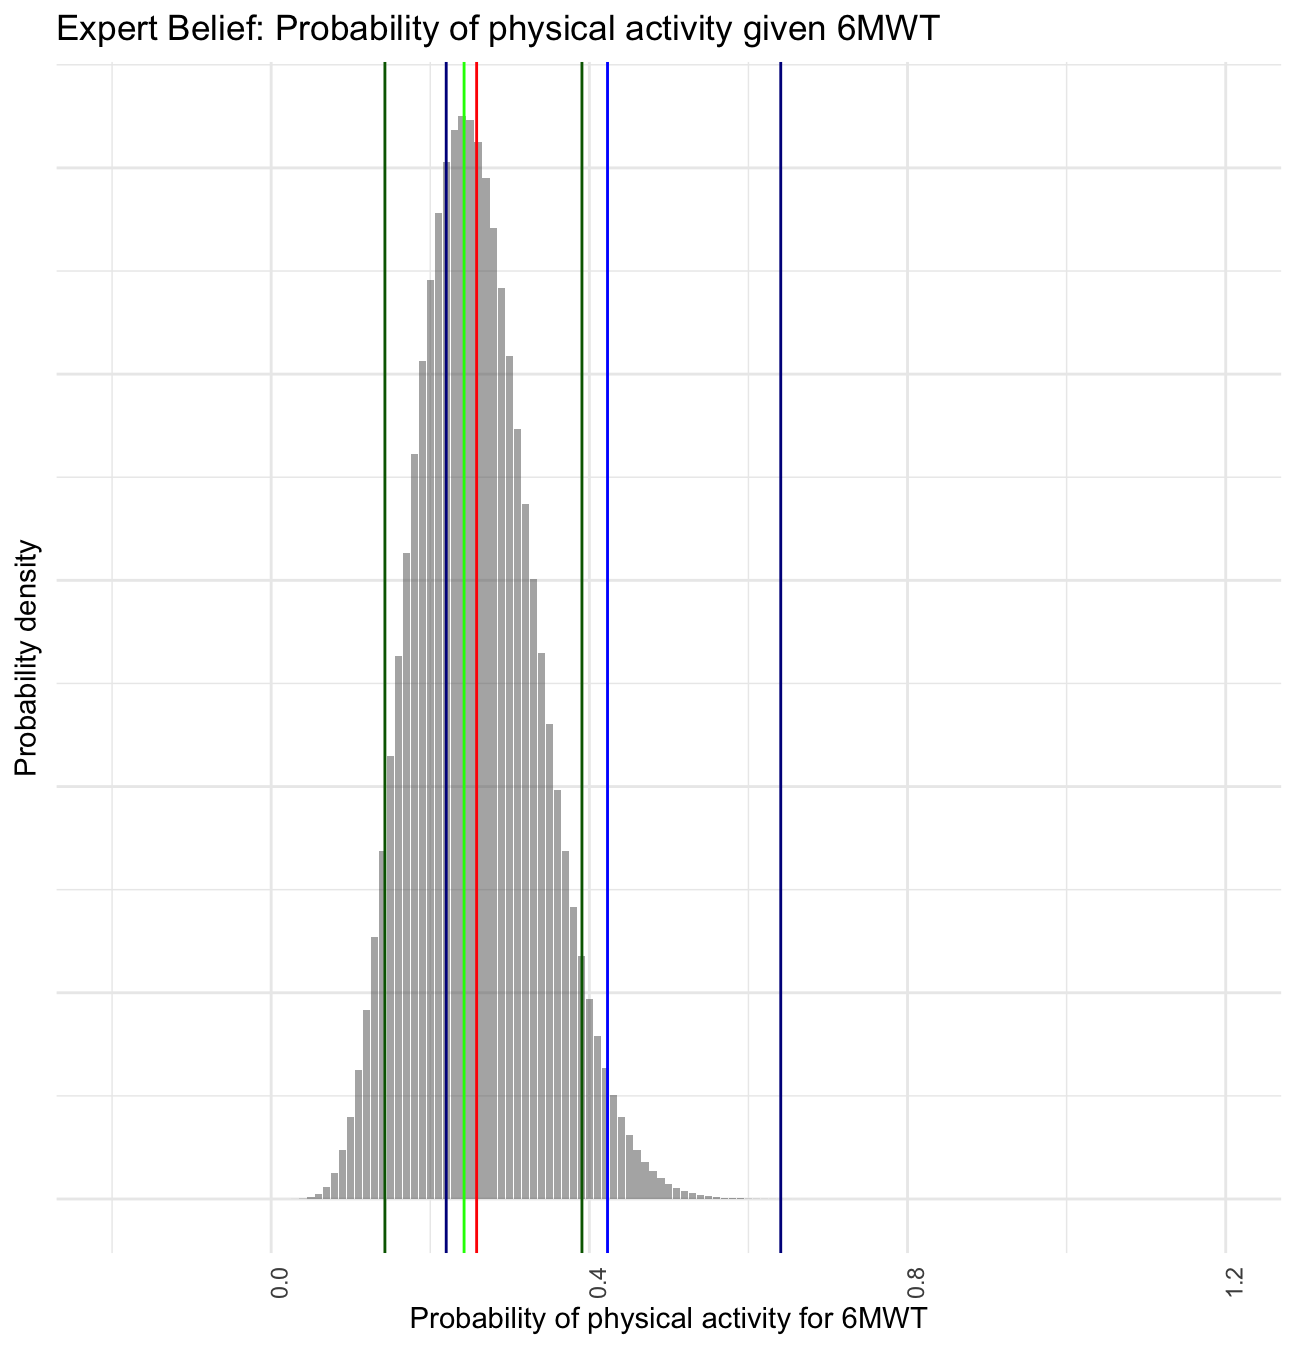 Expert Belief: Probability of physical activity given 6MWT
Probability density
0.0
0.4
0.8
1.2
Probability of physical activity for 6MWT